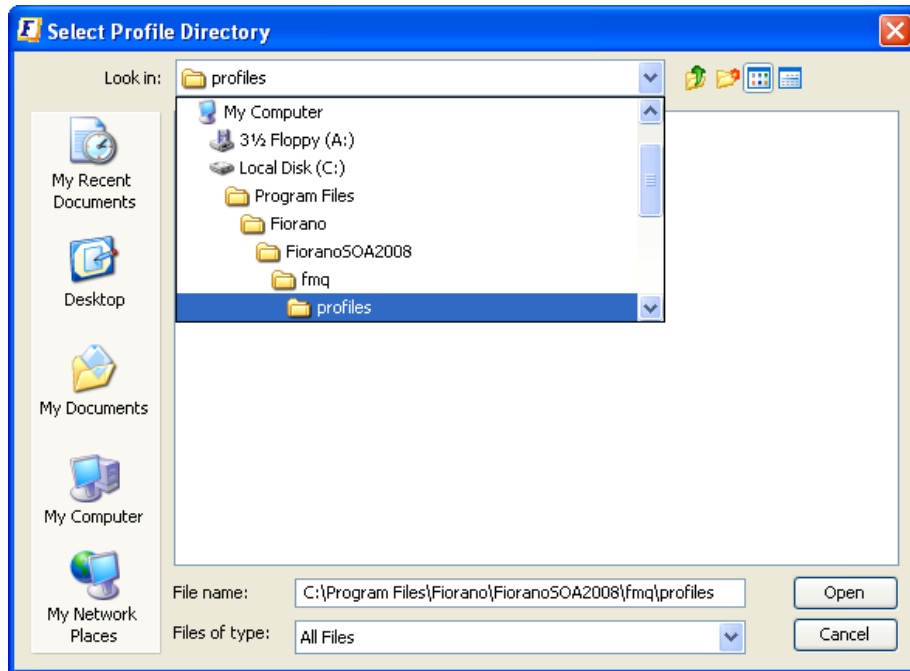 Select Profile Directory
Look in:
profiles
My Computer
3½ Floppy (A:)
Local Disk (C:)
Program Files
Fiorano
FioranoSOA2008
fmq
profiles
My Recent
Documents
Desktop
My Documents
My Computer
My Network
Places
File name:
C:\Program Files\Fiorano\FioranoSOA2008\fmq\profiles
Open
Files of type:
All Files
Cancel